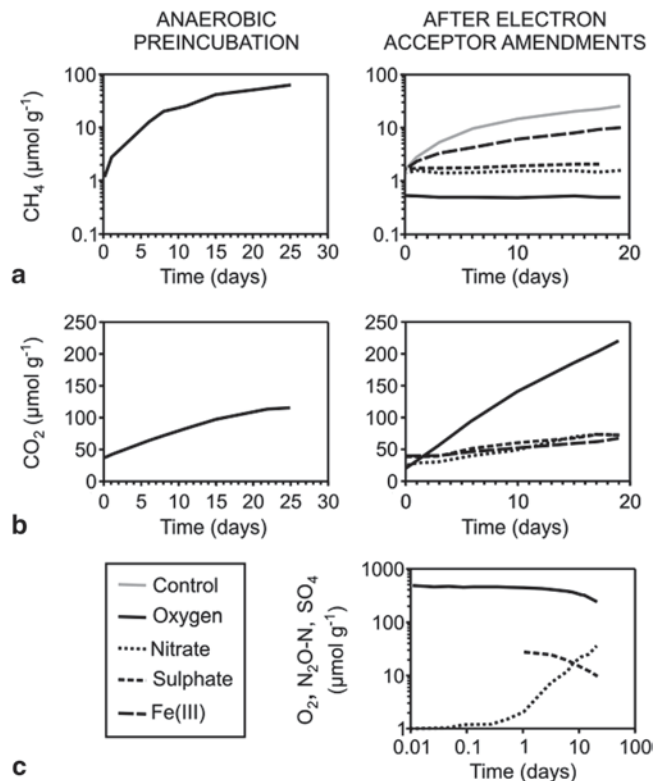 ANAEROBIC
PREINCUBATION
AFTER ELECTRON
ACCEPTOR AMENDMENTS
CH₄ (µmol g⁻¹)
100
10
1
0.1
0 5 10 15 20 25 30
Time (days)
100
10
1
0.1
0 10 20
Time (days)
a
CO₂ (µmol g⁻¹)
250
200
150
100
50
0
0 5 10 15 20 25 30
Time (days)
250
200
150
100
50
0
0 10 20
Time (days)
b
Control
Oxygen
Nitrate
Sulphate
Fe(III)
O₂, N₂O-N, SO₄
(µmol g⁻¹)
1000
100
10
1
0.01 0.1 1 10 100
Time (days)
c